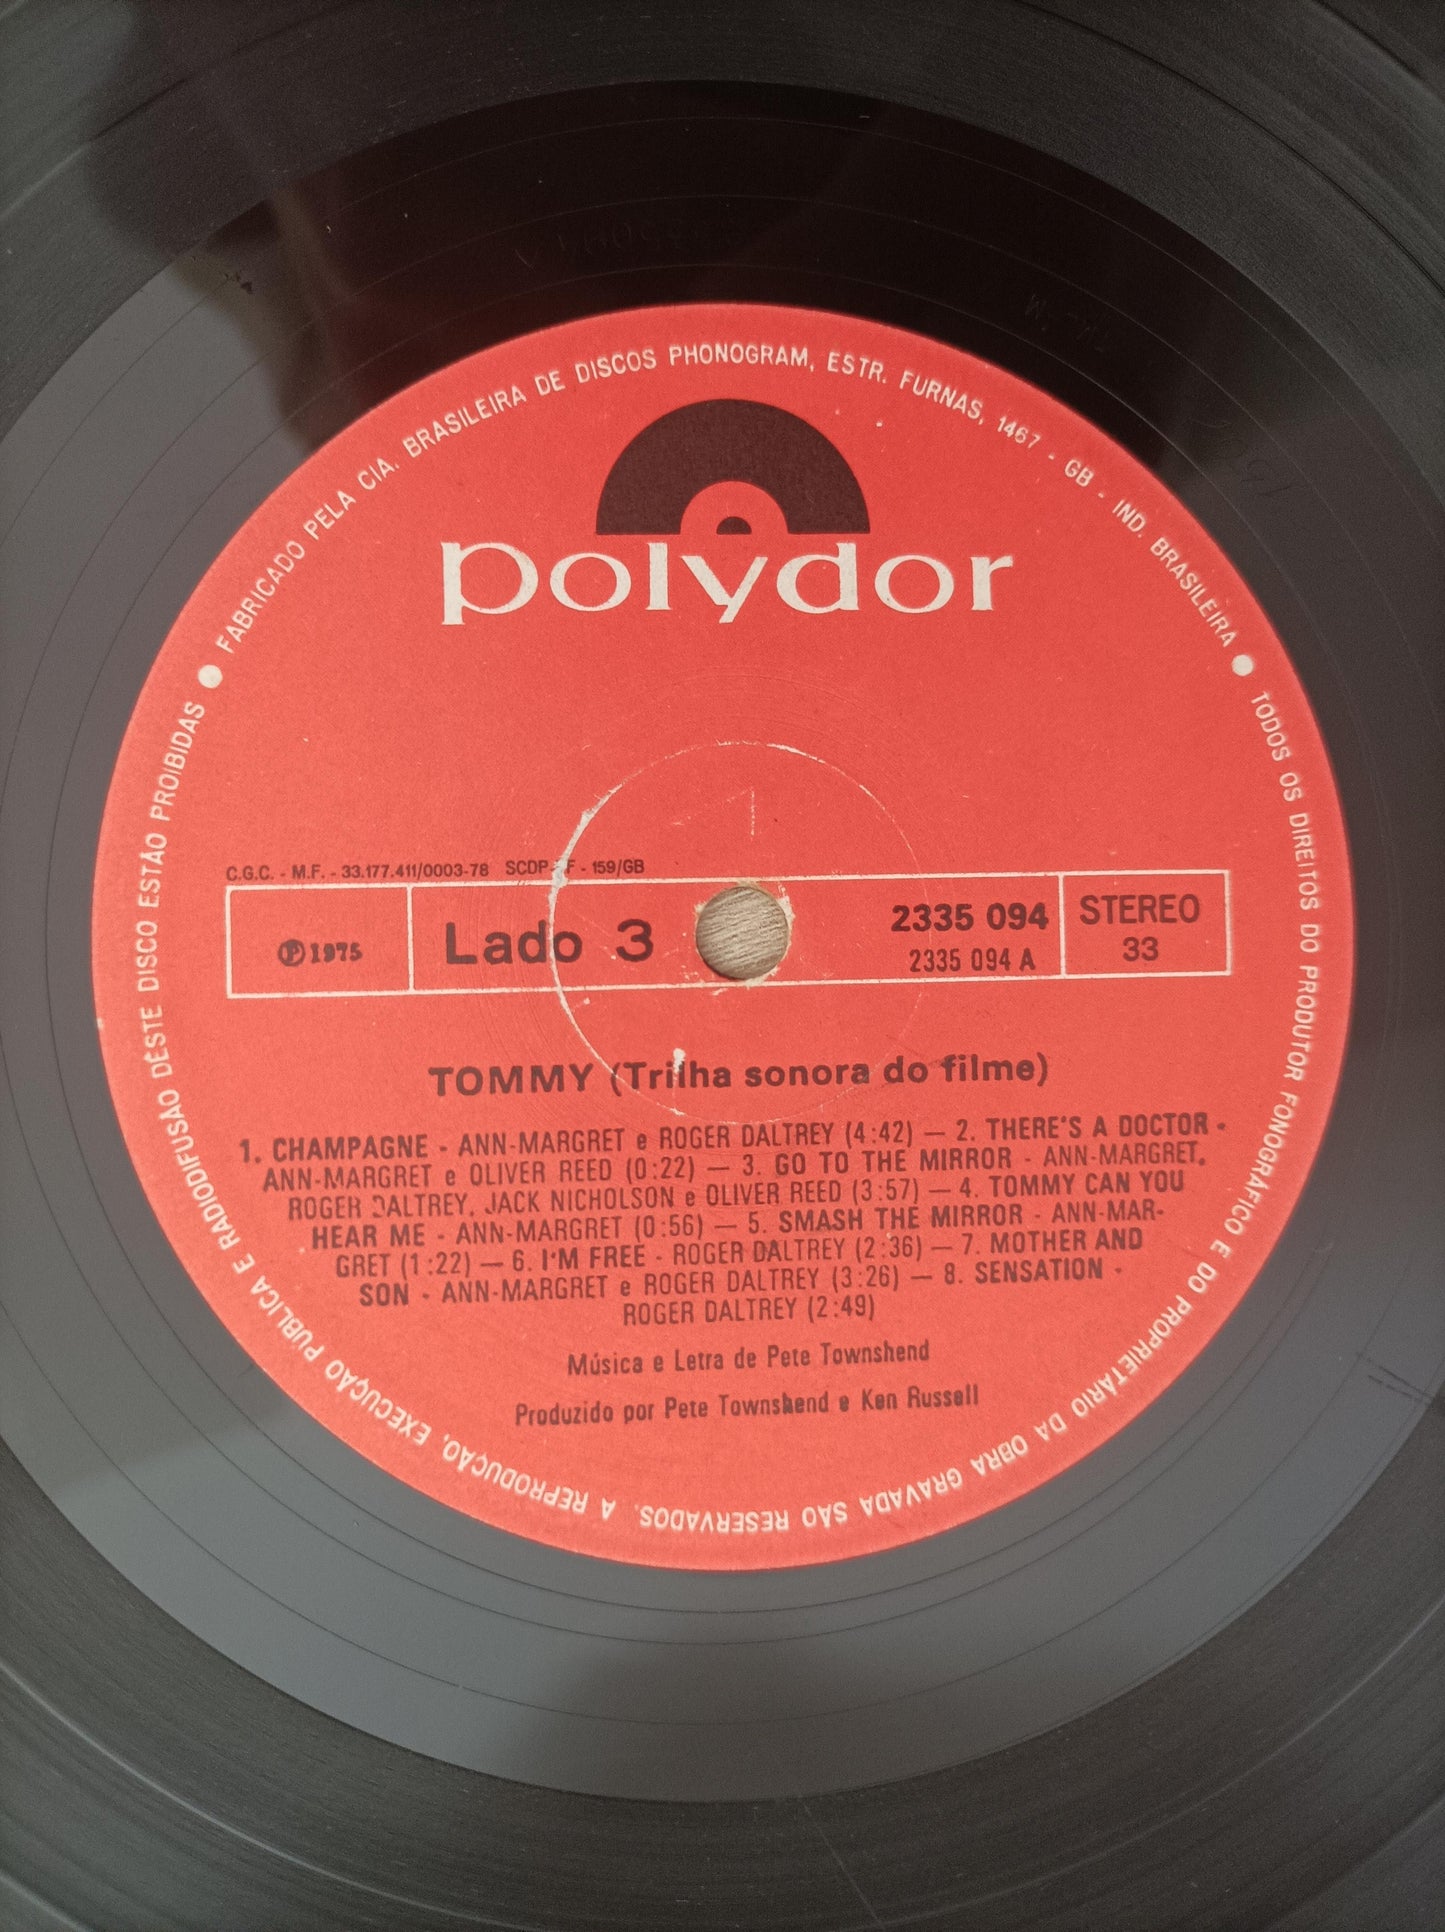 FABRICADO PELA CIA. BRASILEIRA DE DISCOS PHONOGRAM, ESTR. FURNAS, 1467 - GB - IND. BRASILEIRA
polydor
C.G.C. - M.F. - 33.177.411/0003-78 SCDP- F - 159/GB
℗ 1975
Lado 3
2335 094
2335 094 A
STEREO
33
TOMMY (Trilha sonora do filme)
1. CHAMPAGNE - ANN-MARGRET e ROGER DALTREY (4:42) — 2. THERE'S A DOCTOR -
ANN-MARGRET e OLIVER REED (0:22) — 3. GO TO THE MIRROR - ANN-MARGRET,
ROGER DALTREY, JACK NICHOLSON e OLIVER REED (3:57) — 4. TOMMY CAN YOU
HEAR ME - ANN-MARGRET (0:56) — 5. SMASH THE MIRROR - ANN-MAR-
GRET (1:22) — 6. I'M FREE - ROGER DALTREY (2:36) — 7. MOTHER AND
SON - ANN-MARGRET e ROGER DALTREY (3:26) — 8. SENSATION -
ROGER DALTREY (2:49)
Música e Letra de Pete Townshend
Produzido por Pete Townshend e Ken Russell
TODOS OS DIREITOS DO PRODUTOR FONOGRÁFICO E DO PROPRIETÁRIO DA OBRA GRAVADA SÃO RESERVADOS. A REPRODUÇÃO, EXECUÇÃO PÚBLICA E RADIODIFUSÃO DÊSTE DISCO ESTÃO PROIBIDAS